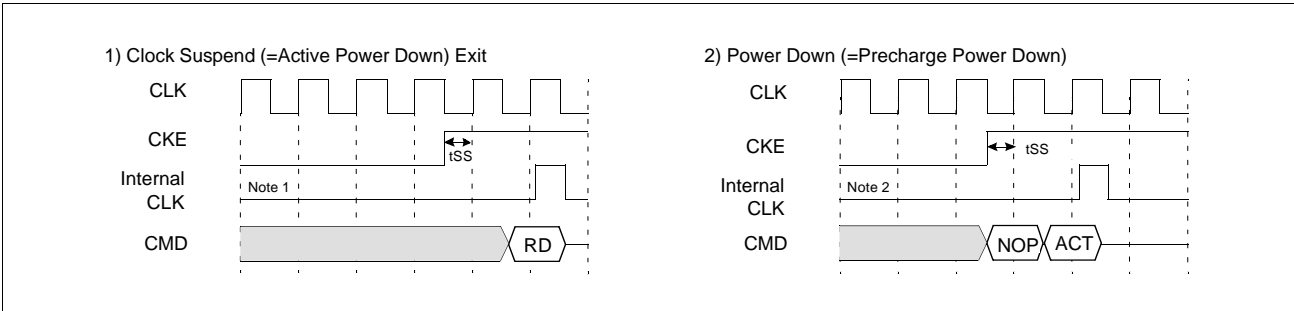 1) Clock Suspend (=Active Power Down) Exit
CLK
CKE
tSS
Internal
CLK
Note 1
CMD
RD
2) Power Down (=Precharge Power Down)
CLK
CKE
tSS
Internal
CLK
Note 2
CMD
NOP
ACT